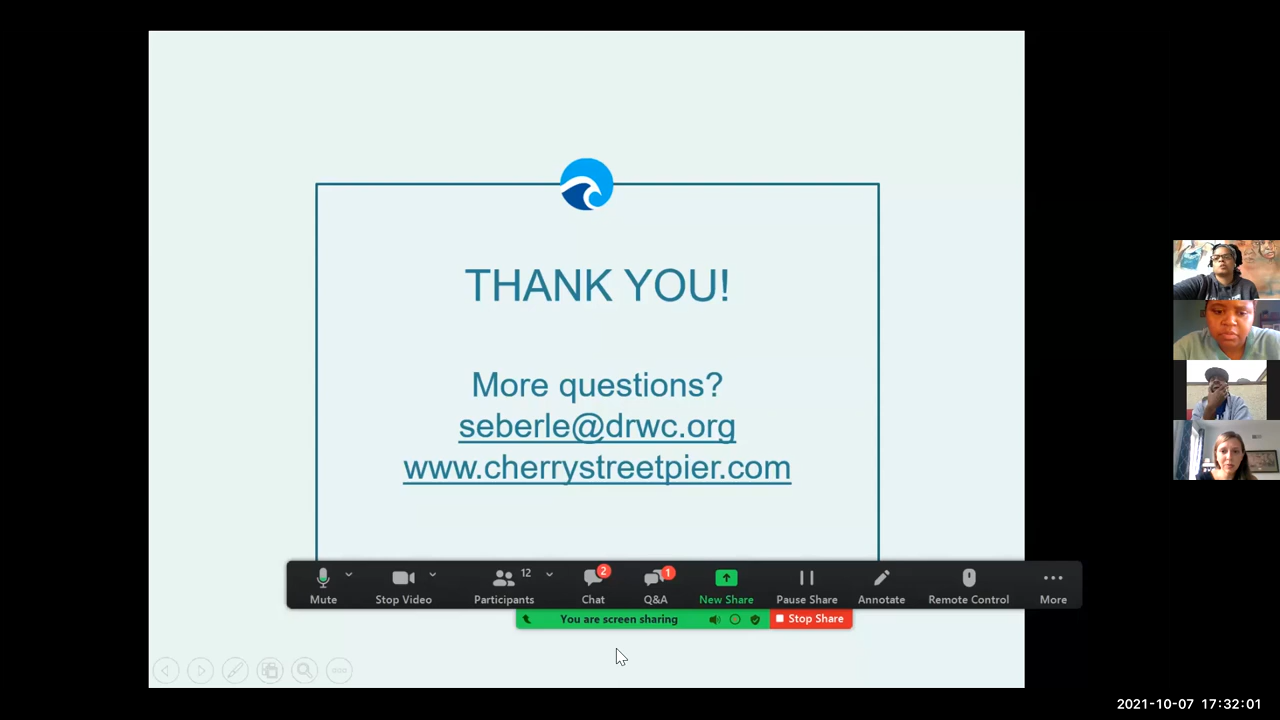 THANK YOU!
More questions?
seberle@drwc.org
www.cherrystreetpier.com
12
2
1
Mute
Stop Video
Participants
Chat
Q&A
New Share
Pause Share
Annotate
Remote Control
More
You are screen sharing
Stop Share
2021-10-07 17:32:01